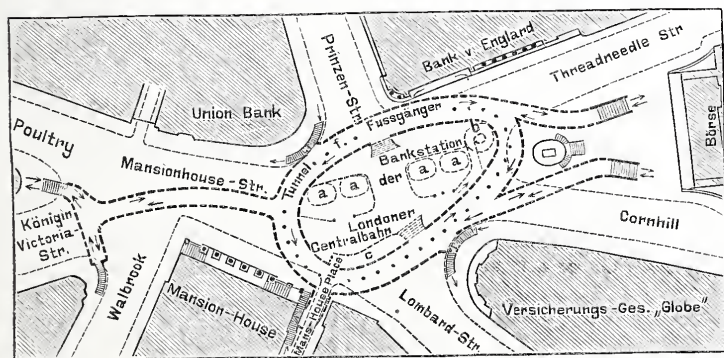 Poultry
Union Bank
Prinzen-Str.
Bank v. England
Threadneedle Str
Börse
Mansionhouse-Str.
Tunnel f. Fussgänger
Königin
Victoria-
Str.
Walbrook
a a
Bankstation
b
der
a a
Londoner
Centralbahn
c
Cornhill
Mansion-House
Mans-House Place
Lombard-Str.
Versicherungs-Ges. „Globe"